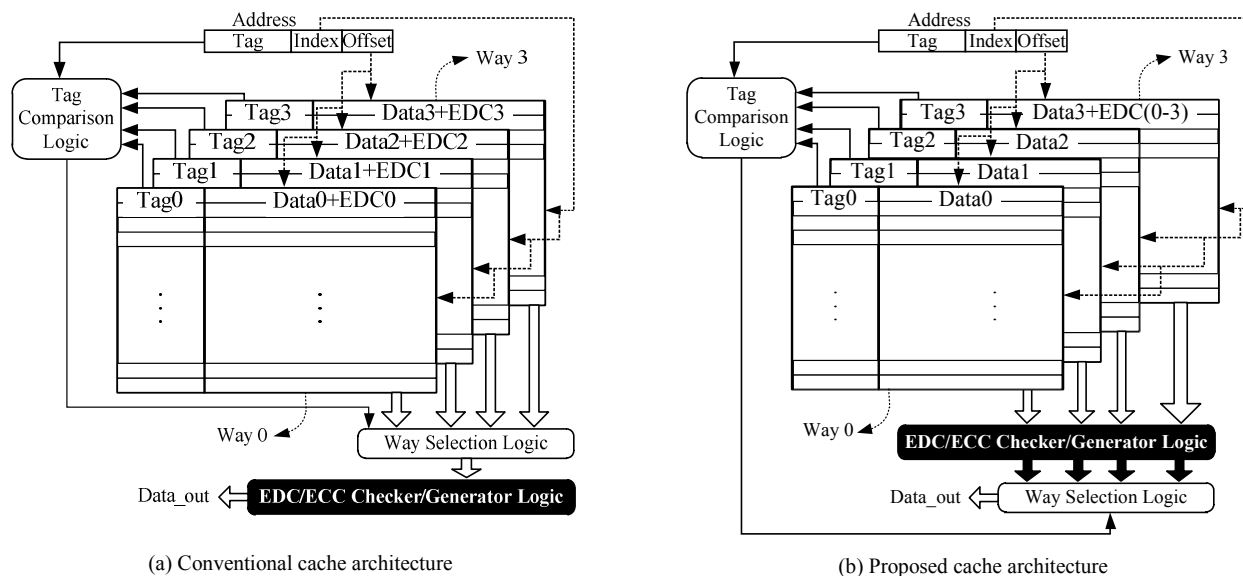 Address
Tag Index Offset
Way 3
Tag Comparison Logic
Tag3 Data3+EDC3
Tag2 Data2+EDC2
Tag1 Data1+EDC1
Tag0 Data0+EDC0
Way 0
Way Selection Logic
Data_out
EDC/ECC Checker/Generator Logic
(a) Conventional cache architecture
Address
Tag Index Offset
Way 3
Tag Comparison Logic
Tag3 Data3+EDC(0-3)
Tag2 Data2
Tag1 Data1
Tag0 Data0
Way 0
EDC/ECC Checker/Generator Logic
Data_out
Way Selection Logic
(b) Proposed cache architecture